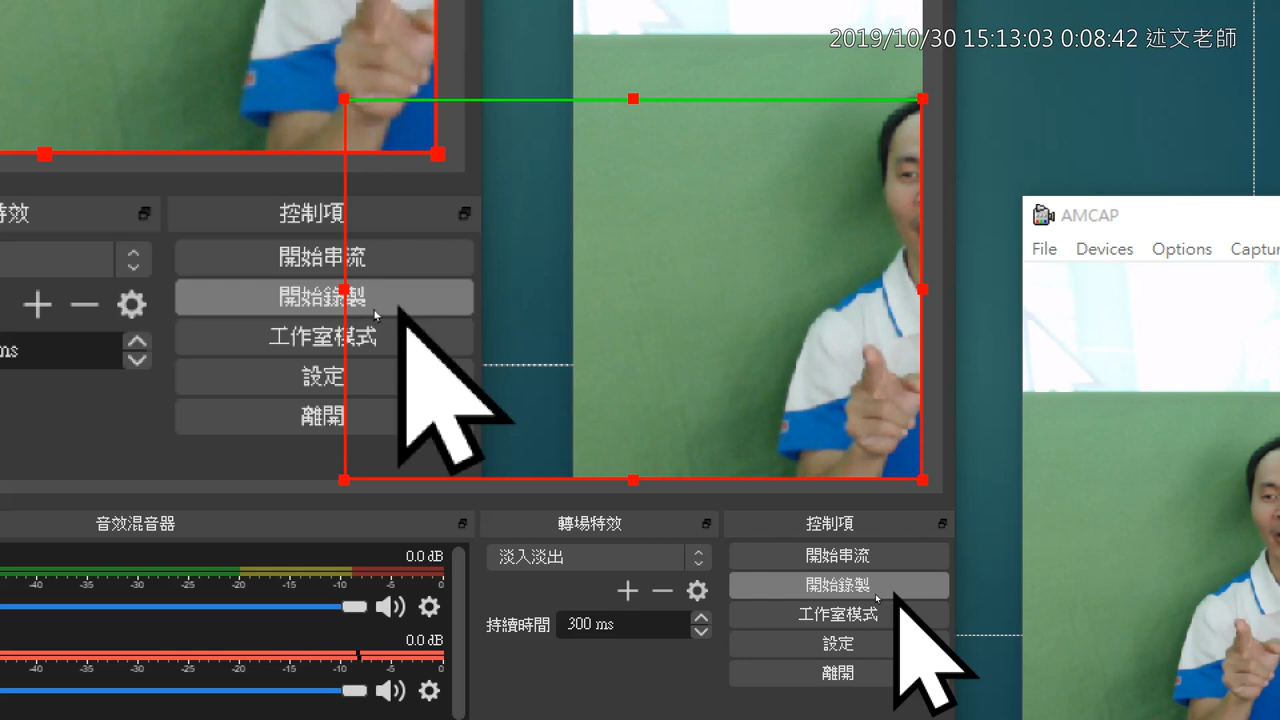 2019/10/30 15:13:03 0:08:42 述文老師
特效
控制項
開始串流
開始錄製
工作室模式
設定
離開
ms
AMCAP
File Devices Options Captur
音效混音器
轉場特效
控制項
0.0 dB
-40 -35 -30 -25 -20 -15 -10 -5 0
0.0 dB
-40 -35 -30 -25 -20 -15 -10 -5 0
淡入淡出
持續時間 300 ms
開始串流
開始錄製
工作室模式
設定
離開